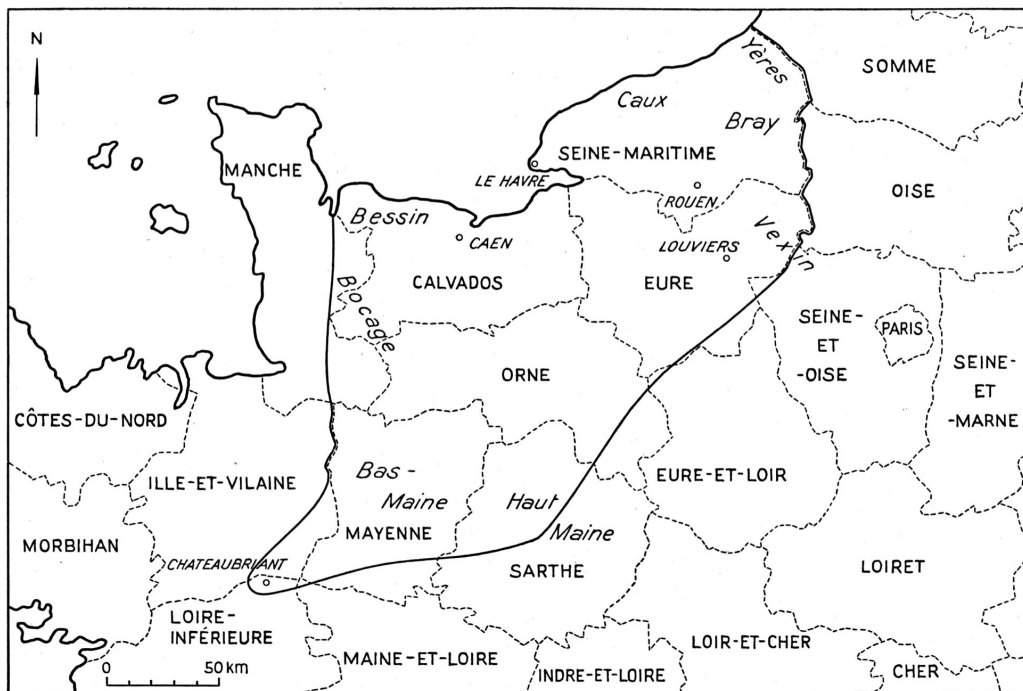 N
Yères
SOMME
Caux
Bray
MANCHE
SEINE-MARITIME
LE HAVRE
OISE
ROUEN
Bessin
Vexin
CAEN
LOUVIERS
CALVADOS
EURE
Bocage
SEINE-
ET
-OISE
PARIS
SEINE-
ET
-MARNE
ORNE
CÔTES-DU-NORD
ILLE-ET-VILAINE
Bas-
Maine
MAYENNE
Haut
Maine
EURE-ET-LOIR
MORBIHAN
CHATEAUBRIANT
SARTHE
LOIRET
LOIRE-
INFÉRIEURE
MAINE-ET-LOIRE
LOIR-ET-CHER
INDRE-ET-LOIRE
CHER
0 50 km